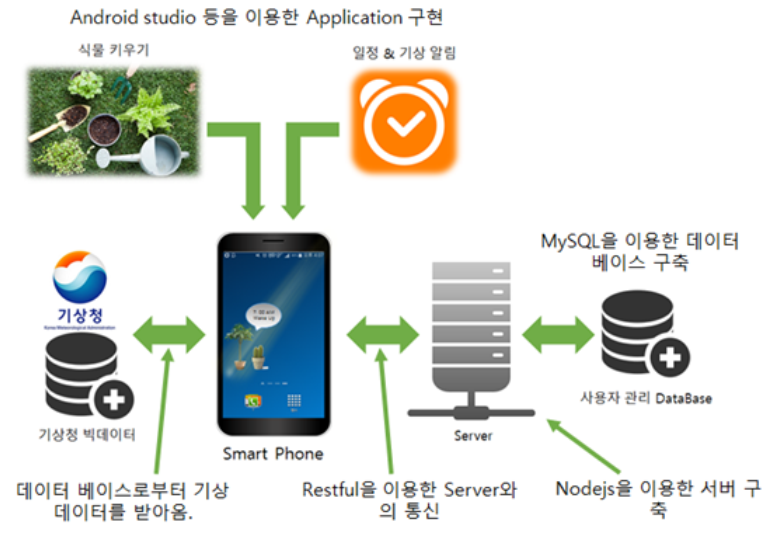 Android studio 등을 이용한 Application 구현
식물 키우기
일정 & 기상 알림
기상청
Korea Meteorological Administration
기상청 빅데이터
Smart Phone
MySQL을 이용한 데이터
베이스 구축
사용자 관리 DataBase
Server
데이터 베이스로부터 기상
데이터를 받아옴.
Restful을 이용한 Server와
의 통신
Nodejs을 이용한 서버 구
축